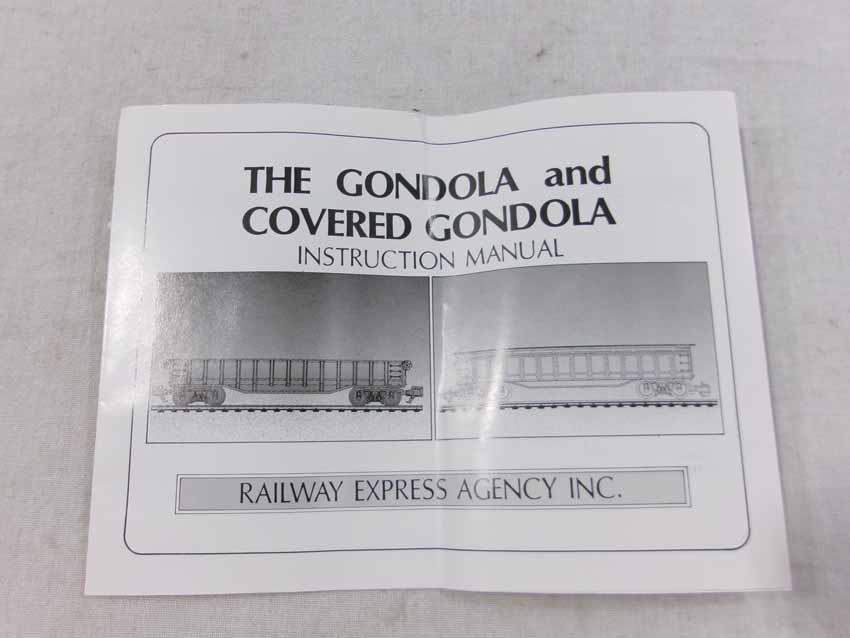 THE GONDOLA and
COVERED GONDOLA
INSTRUCTION MANUAL
RAILWAY EXPRESS AGENCY INC.